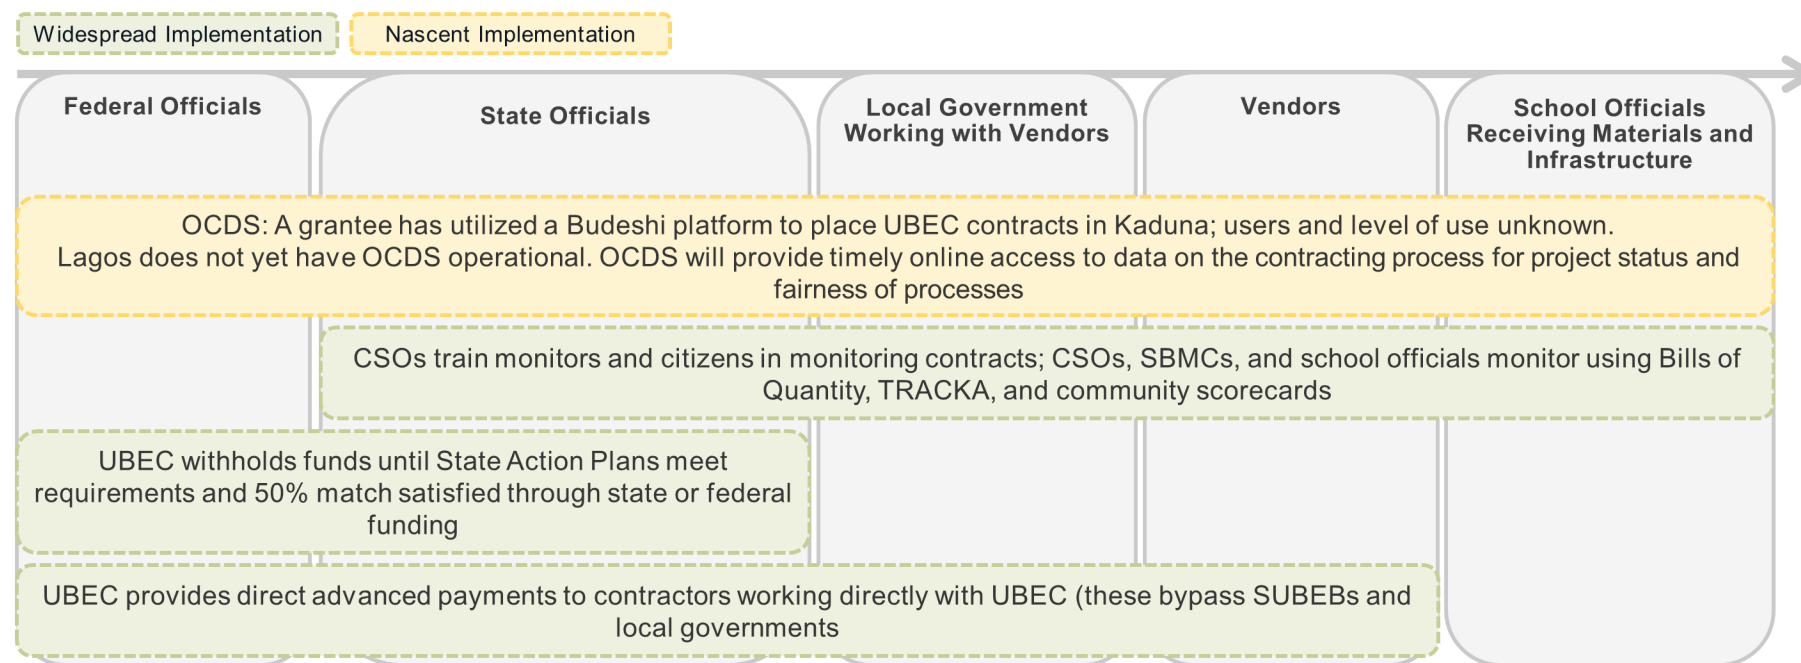 Widespread Implementation
Nascent Implementation
Federal Officials
State Officials
Local Government
Working with Vendors
Vendors
School Officials
Receiving Materials and
Infrastructure
OCDS: A grantee has utilized a Budeshi platform to place UBEC contracts in Kaduna; users and level of use unknown.
Lagos does not yet have OCDS operational. OCDS will provide timely online access to data on the contracting process for project status and
fairness of processes
CSOs train monitors and citizens in monitoring contracts; CSOs, SBMCs, and school officials monitor using Bills of
Quantity, TRACKA, and community scorecards
UBEC withholds funds until State Action Plans meet
requirements and 50% match satisfied through state or federal
funding
UBEC provides direct advanced payments to contractors working directly with UBEC (these bypass SUBEBs and
local governments